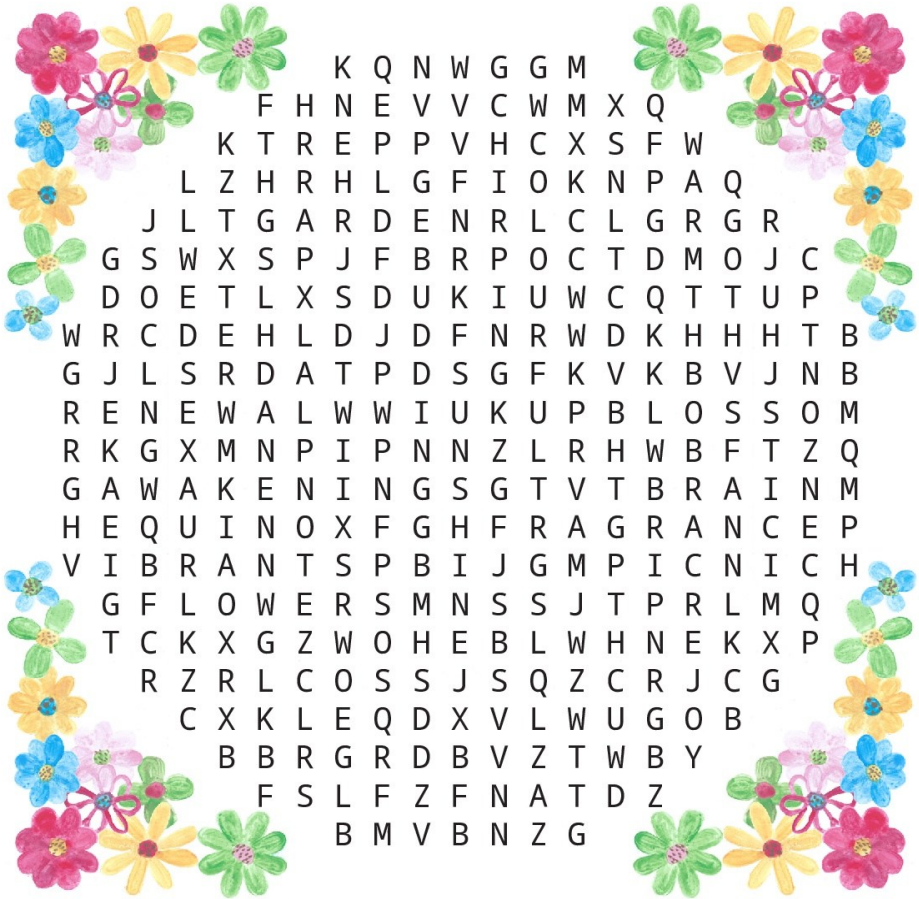 K Q N W G G M
F H N E V V C W M X Q
K T R E P P V H C X S F W
L Z H R H L G F I O K N P A Q
J L T G A R D E N R L C L G R G R
G S W X S P J F B R P O C T D M O J C
D O E T L X S D U K I U W C Q T T U P
W R C D E H L D J D F N R W D K H H H T B
G J L S R D A T P D S G F K V K B V J N B
R E N E W A L W W I U K U P B L O S S O M
R K G X M N P I P N N Z L R H W B F T Z Q
G A W A K E N I N G S G T V T B R A I N M
H E Q U I N O X F G H F R A G R A N C E P
V I B R A N T S P B I J G M P I C N I C H
G F L O W E R S M N S S J T P R L M Q
T C K X G Z W O H E B L W H N E K X P
R Z R L C O S S J S Q Z C R J C G
C X K L E Q D X V L W U G O B
B B R G R D B V Z T W B Y
F S L F Z F N A T D Z
B M V B N Z G